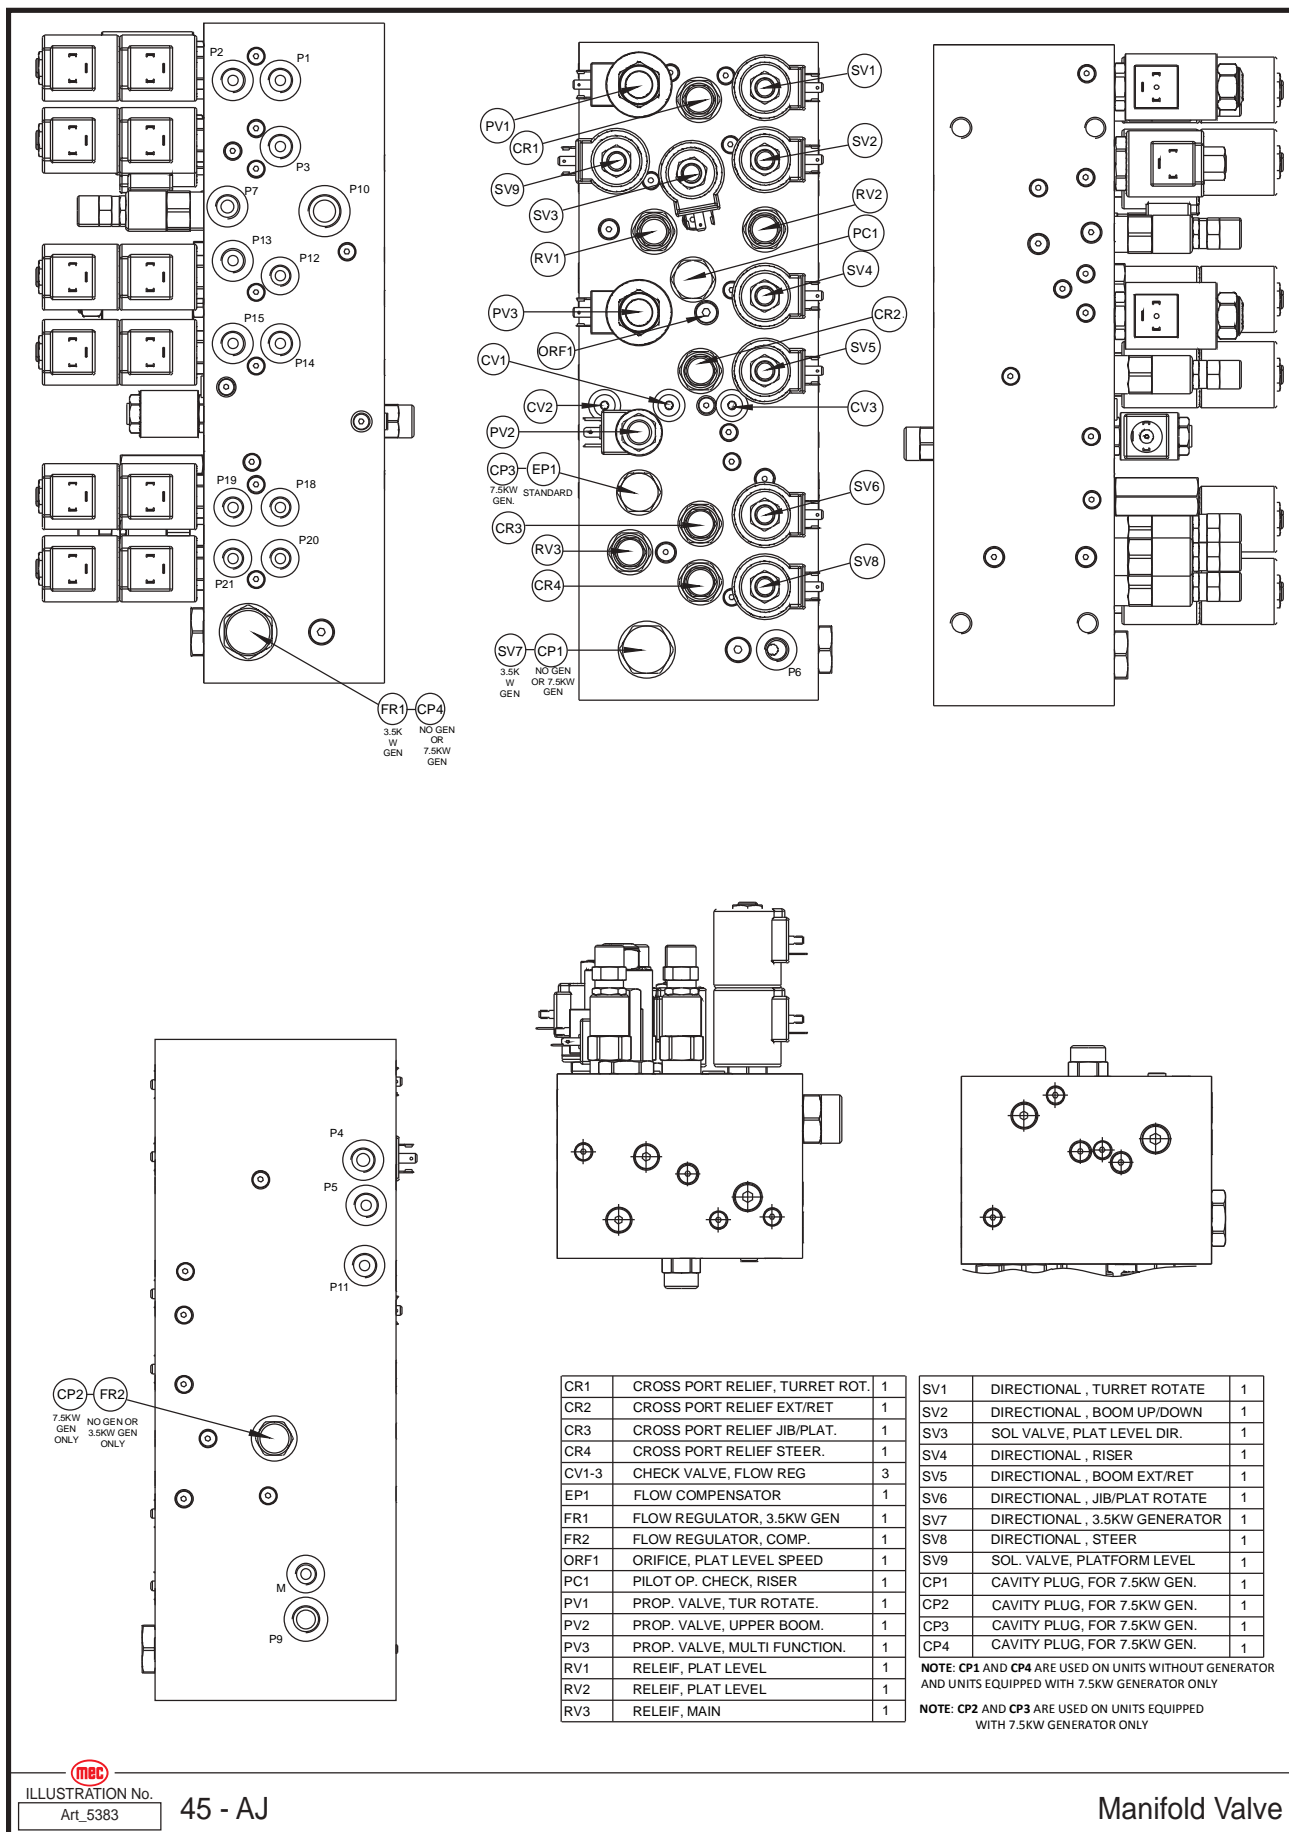 P2
P1
P3
P7
P10
P13
P12
P15
P14
P19
P18
P21
P20
FR1
CP4
3.5K
W
GEN
NO GEN
OR
7.5KW
GEN
PV1
CR1
SV9
SV3
RV1
PV3
ORF1
CV1
CV2
PV2
CP3
EP1
7.5KW
GEN.
STANDARD
CR3
RV3
CR4
SV7
CP1
3.5K
W
GEN
NO GEN
OR 7.5KW
GEN
SV1
SV2
RV2
PC1
SV4
CR2
SV5
CV3
SV6
SV8
P6
P4
P5
P11
CP2
FR2
7.5KW
GEN
ONLY
NO GEN OR
3.5KW GEN
ONLY
M
P9
CR1 CROSS PORT RELIEF, TURRET ROT. 1
CR2 CROSS PORT RELIEF EXT/RET 1
CR3 CROSS PORT RELIEF JIB/PLAT. 1
CR4 CROSS PORT RELIEF STEER. 1
CV1-3 CHECK VALVE, FLOW REG 3
EP1 FLOW COMPENSATOR 1
FR1 FLOW REGULATOR, 3.5KW GEN 1
FR2 FLOW REGULATOR, COMP. 1
ORF1 ORIFICE, PLAT LEVEL SPEED 1
PC1 PILOT OP. CHECK, RISER 1
PV1 PROP. VALVE, TUR ROTATE. 1
PV2 PROP. VALVE, UPPER BOOM. 1
PV3 PROP. VALVE, MULTI FUNCTION. 1
RV1 RELEIF, PLAT LEVEL 1
RV2 RELEIF, PLAT LEVEL 1
RV3 RELEIF, MAIN 1
SV1 DIRECTIONAL , TURRET ROTATE 1
SV2 DIRECTIONAL , BOOM UP/DOWN 1
SV3 SOL VALVE, PLAT LEVEL DIR. 1
SV4 DIRECTIONAL , RISER 1
SV5 DIRECTIONAL , BOOM EXT/RET 1
SV6 DIRECTIONAL , JIB/PLAT ROTATE 1
SV7 DIRECTIONAL , 3.5KW GENERATOR 1
SV8 DIRECTIONAL , STEER 1
SV9 SOL. VALVE, PLATFORM LEVEL 1
CP1 CAVITY PLUG, FOR 7.5KW GEN. 1
CP2 CAVITY PLUG, FOR 7.5KW GEN. 1
CP3 CAVITY PLUG, FOR 7.5KW GEN. 1
CP4 CAVITY PLUG, FOR 7.5KW GEN. 1
NOTE: CP1 AND CP4 ARE USED ON UNITS WITHOUT GENERATOR
AND UNITS EQUIPPED WITH 7.5KW GENERATOR ONLY
NOTE: CP2 AND CP3 ARE USED ON UNITS EQUIPPED
WITH 7.5KW GENERATOR ONLY
mec
ILLUSTRATION No.
Art_5383
45 - AJ
Manifold Valve